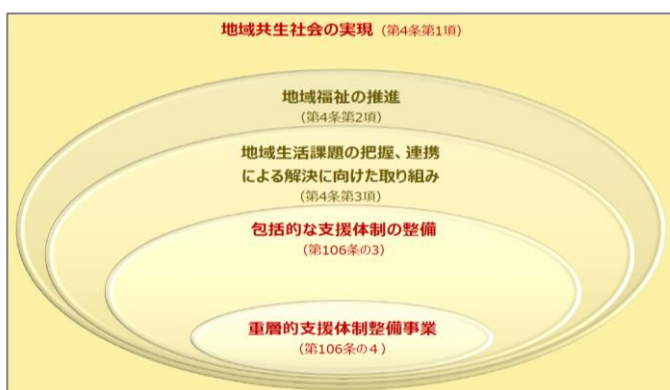 地域共生社会の実現（第4条第1項）
地域福祉の推進
（第4条第2項）
地域生活課題の把握、連携
による解決に向けた取り組み
（第4条第3項）
包括的な支援体制の整備
（第106条の3）
重層的支援体制整備事業
（第106条の４）